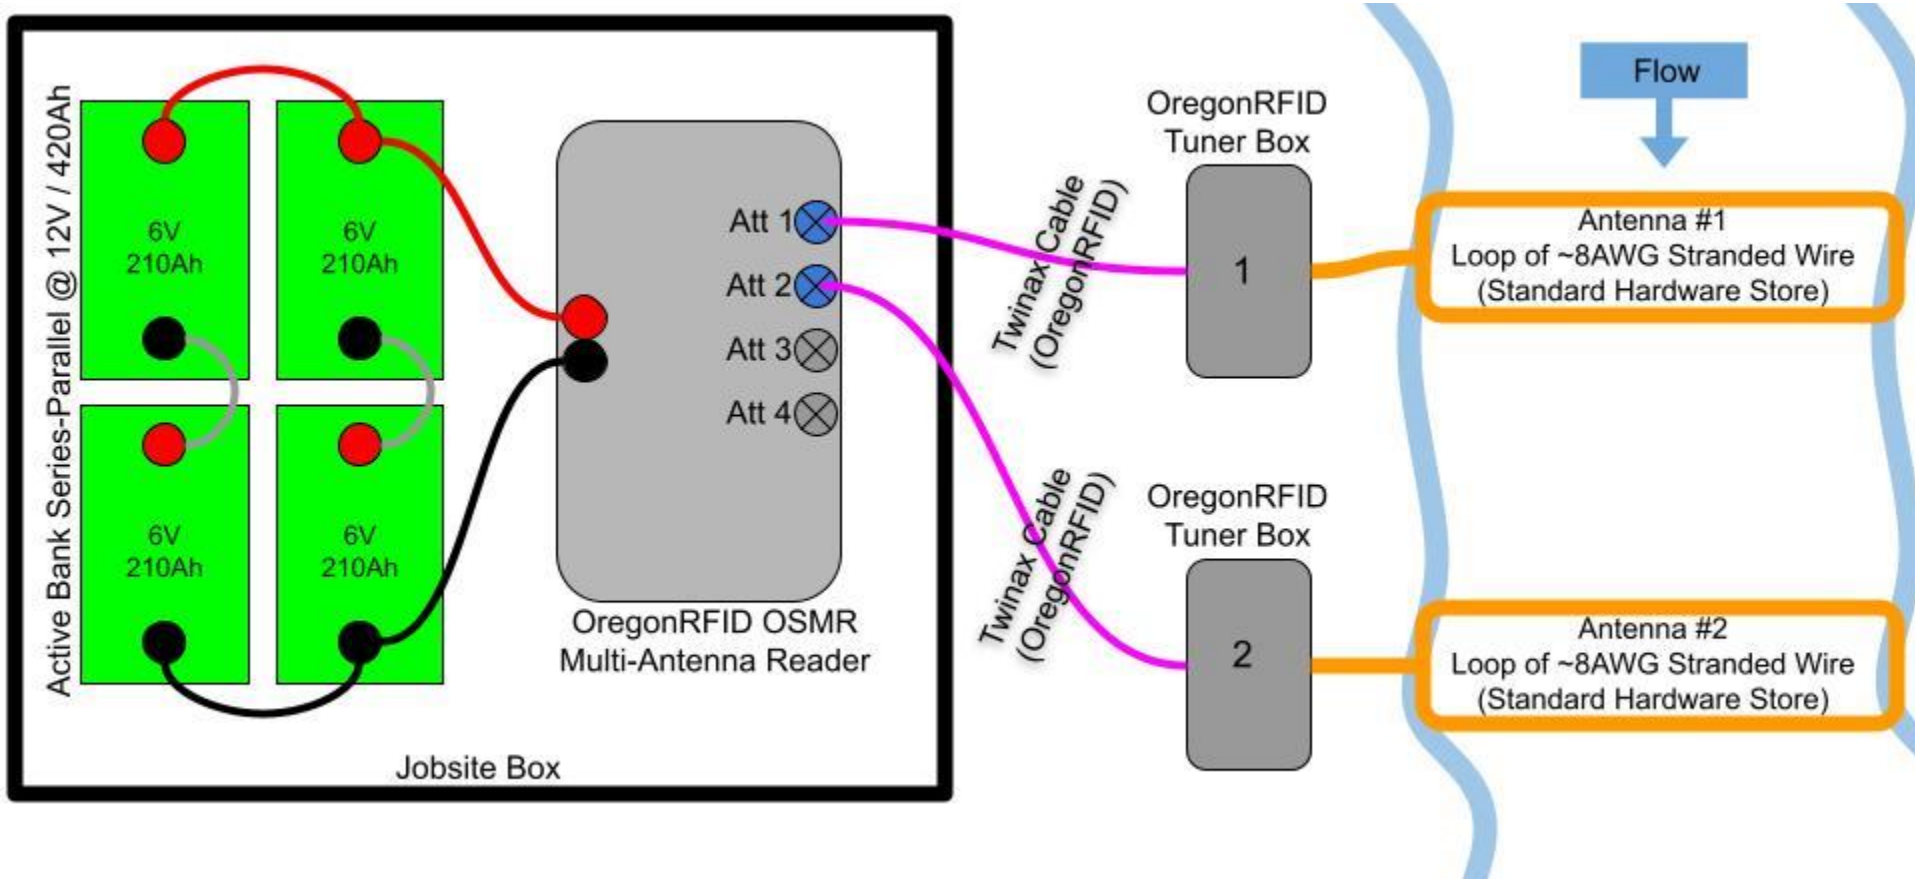 Active Bank Series-Parallel @ 12V / 420Ah
6V
210Ah
6V
210Ah
6V
210Ah
6V
210Ah
Att 1
Att 2
Att 3
Att 4
OregonRFID OSMR
Multi-Antenna Reader
Jobsite Box
Twinax Cable
(OregonRFID)
Twinax Cable
(OregonRFID)
OregonRFID
Tuner Box
1
OregonRFID
Tuner Box
2
Flow
Antenna #1
Loop of ~8AWG Stranded Wire
(Standard Hardware Store)
Antenna #2
Loop of ~8AWG Stranded Wire
(Standard Hardware Store)